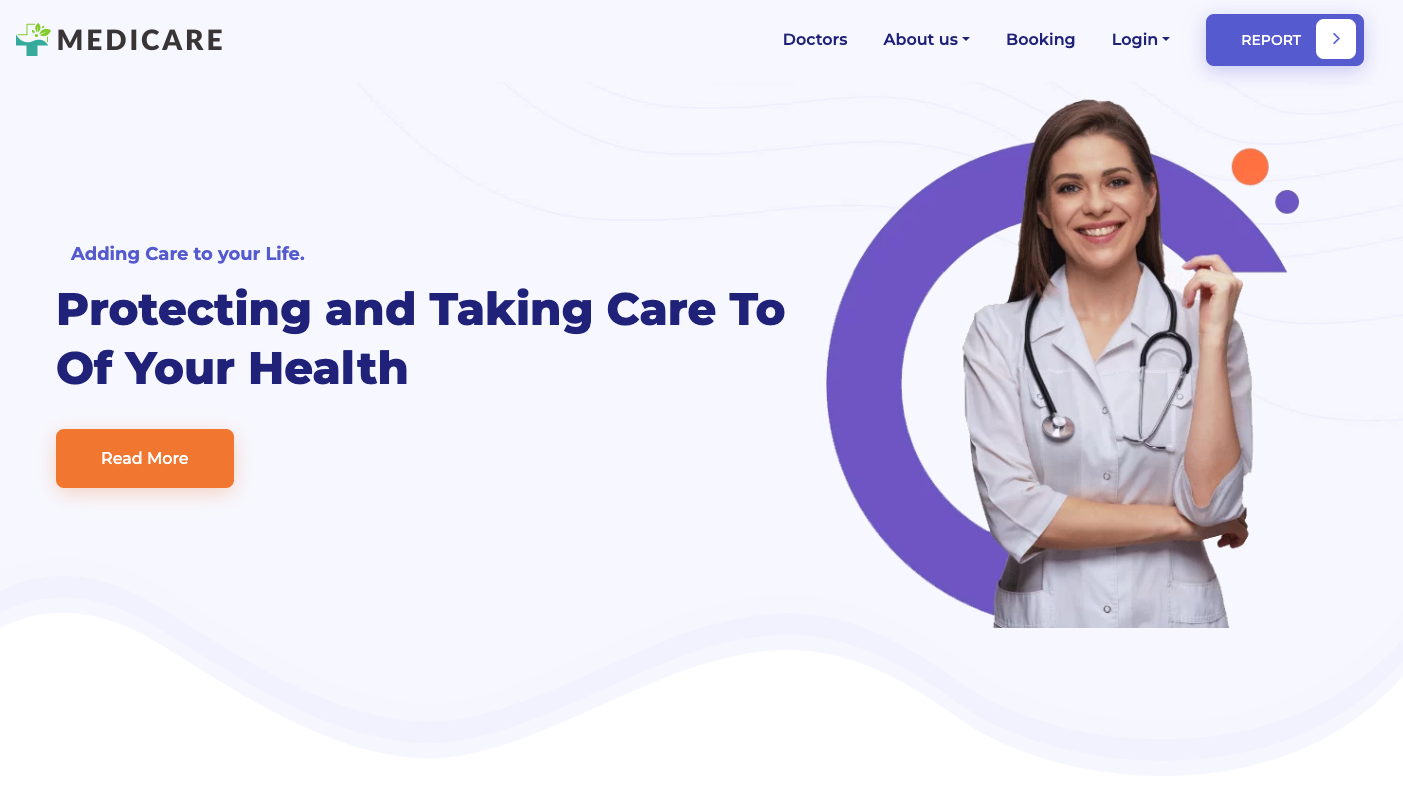 MEDICARE
Doctors
About us
Booking
Login
REPORT
Adding Care to your Life.
Protecting and Taking Care To
Of Your Health
Read More